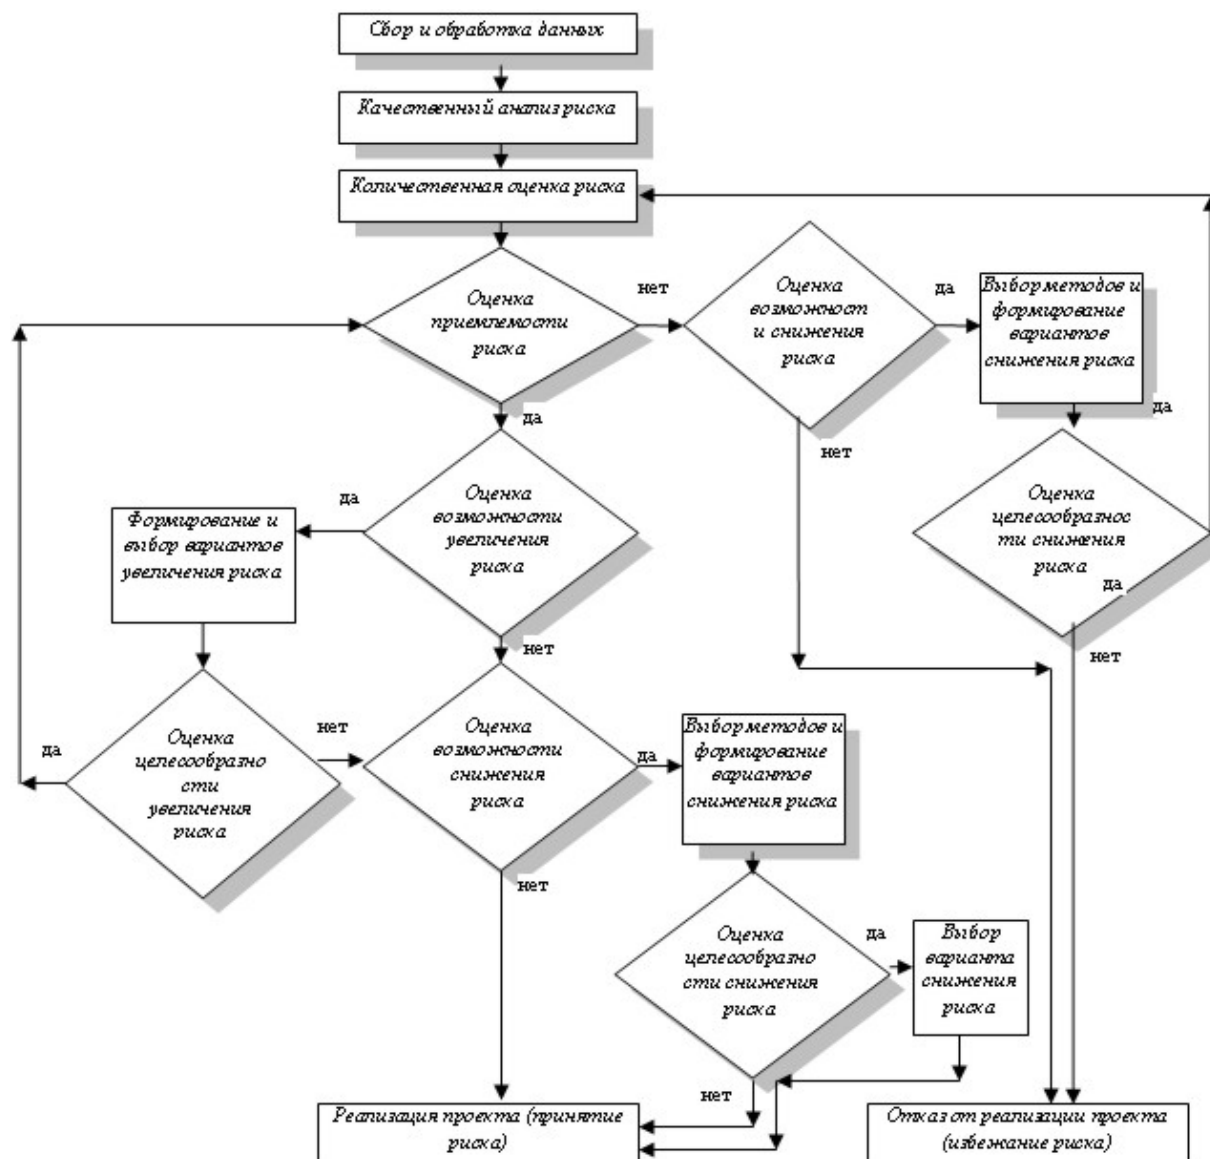 Сбор и обработка данных
Качественный анализ риска
Количественная оценка риска
Оценка
приемлемости
риска
нет
Оценка
возможност
и снижения
риска
да
Выбор методов и
формирование
вариантов
снижения риска
да
да
нет
Оценка
возможности
увеличения
риска
да
Формирование и
выбор вариантов
увеличения риска
Оценка
целесообразнос
ти снижения
риска
да
нет
нет
Оценка
целесообразно
сти
увеличения
риска
да
нет
Оценка
возможности
снижения
риска
да
Выбор методов и
формирование
вариантов
снижения риска
нет
Оценка
целесообразно
сти снижения
риска
да
Выбор
варианта
снижения
риска
нет
Реализация проекта (принятие
риска)
Отказ от реализации проекта
(избежание риска)